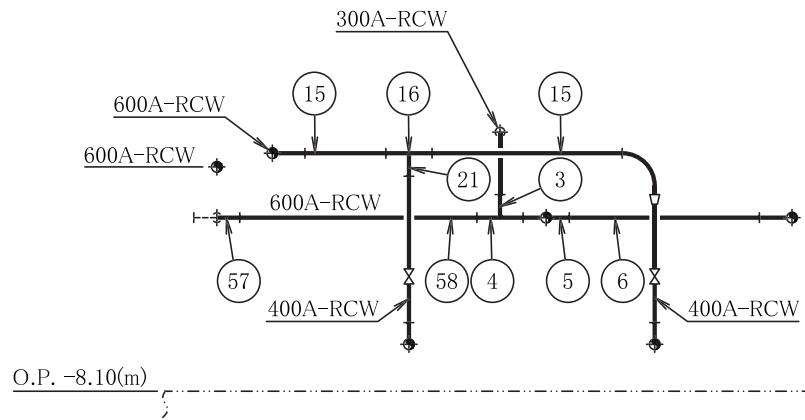 300A-RCW
15
16
15
600A-RCW
600A-RCW
21
3
600A-RCW
57
58
4
5
6
400A-RCW
400A-RCW
O.P. -8.10(m)